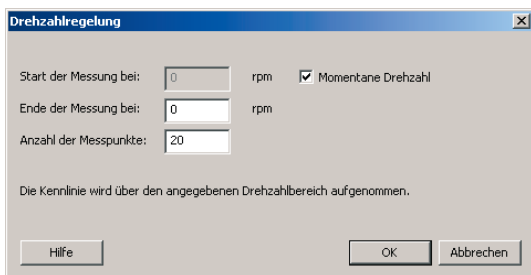 Drehzahlregelung
Start der Messung bei: 0 rpm Momentane Drehzahl
Ende der Messung bei: 0 rpm
Anzahl der Messpunkte: 20
Die Kennlinie wird über den angegebenen Drehzahlbereich aufgenommen.
Hilfe OK Abbrechen